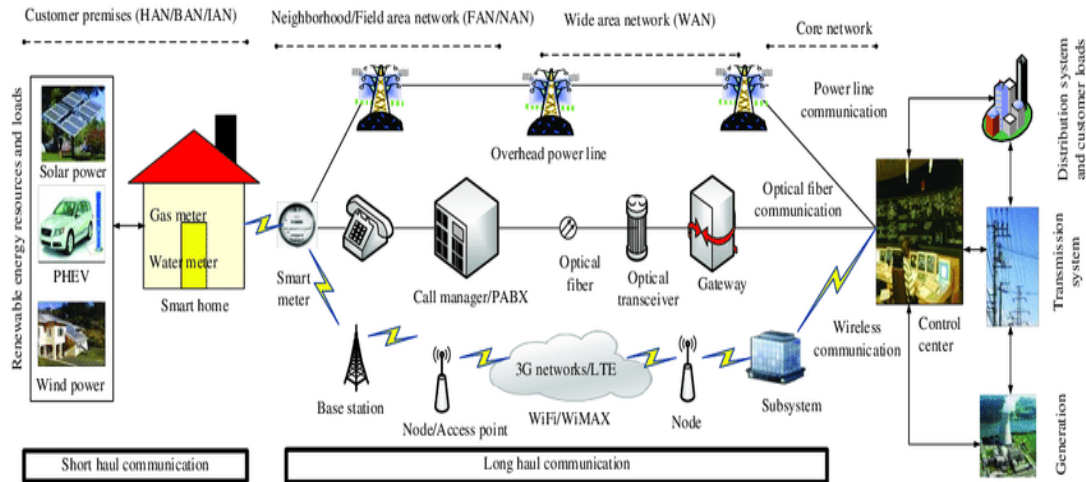 Customer premises (HAN/BAN/IAN)
Neighborhood/Field area network (FAN/NAN)
Wide area network (WAN)
Core network
Renewable energy resources and loads
Solar power
PHEV
Wind power
Gas meter
Water meter
Smart home
Smart
meter
Overhead power line
Power line
communication
Call manager/PABX
Optical
fiber
Optical
transceiver
Gateway
Optical fiber
communication
Base station
Node/Access point
3G networks/LTE
WiFi/WiMAX
Node
Subsystem
Wireless
communication
Control
center
Distribution system
and customer loads
Transmission
system
Generation
Short haul communication
Long haul communication